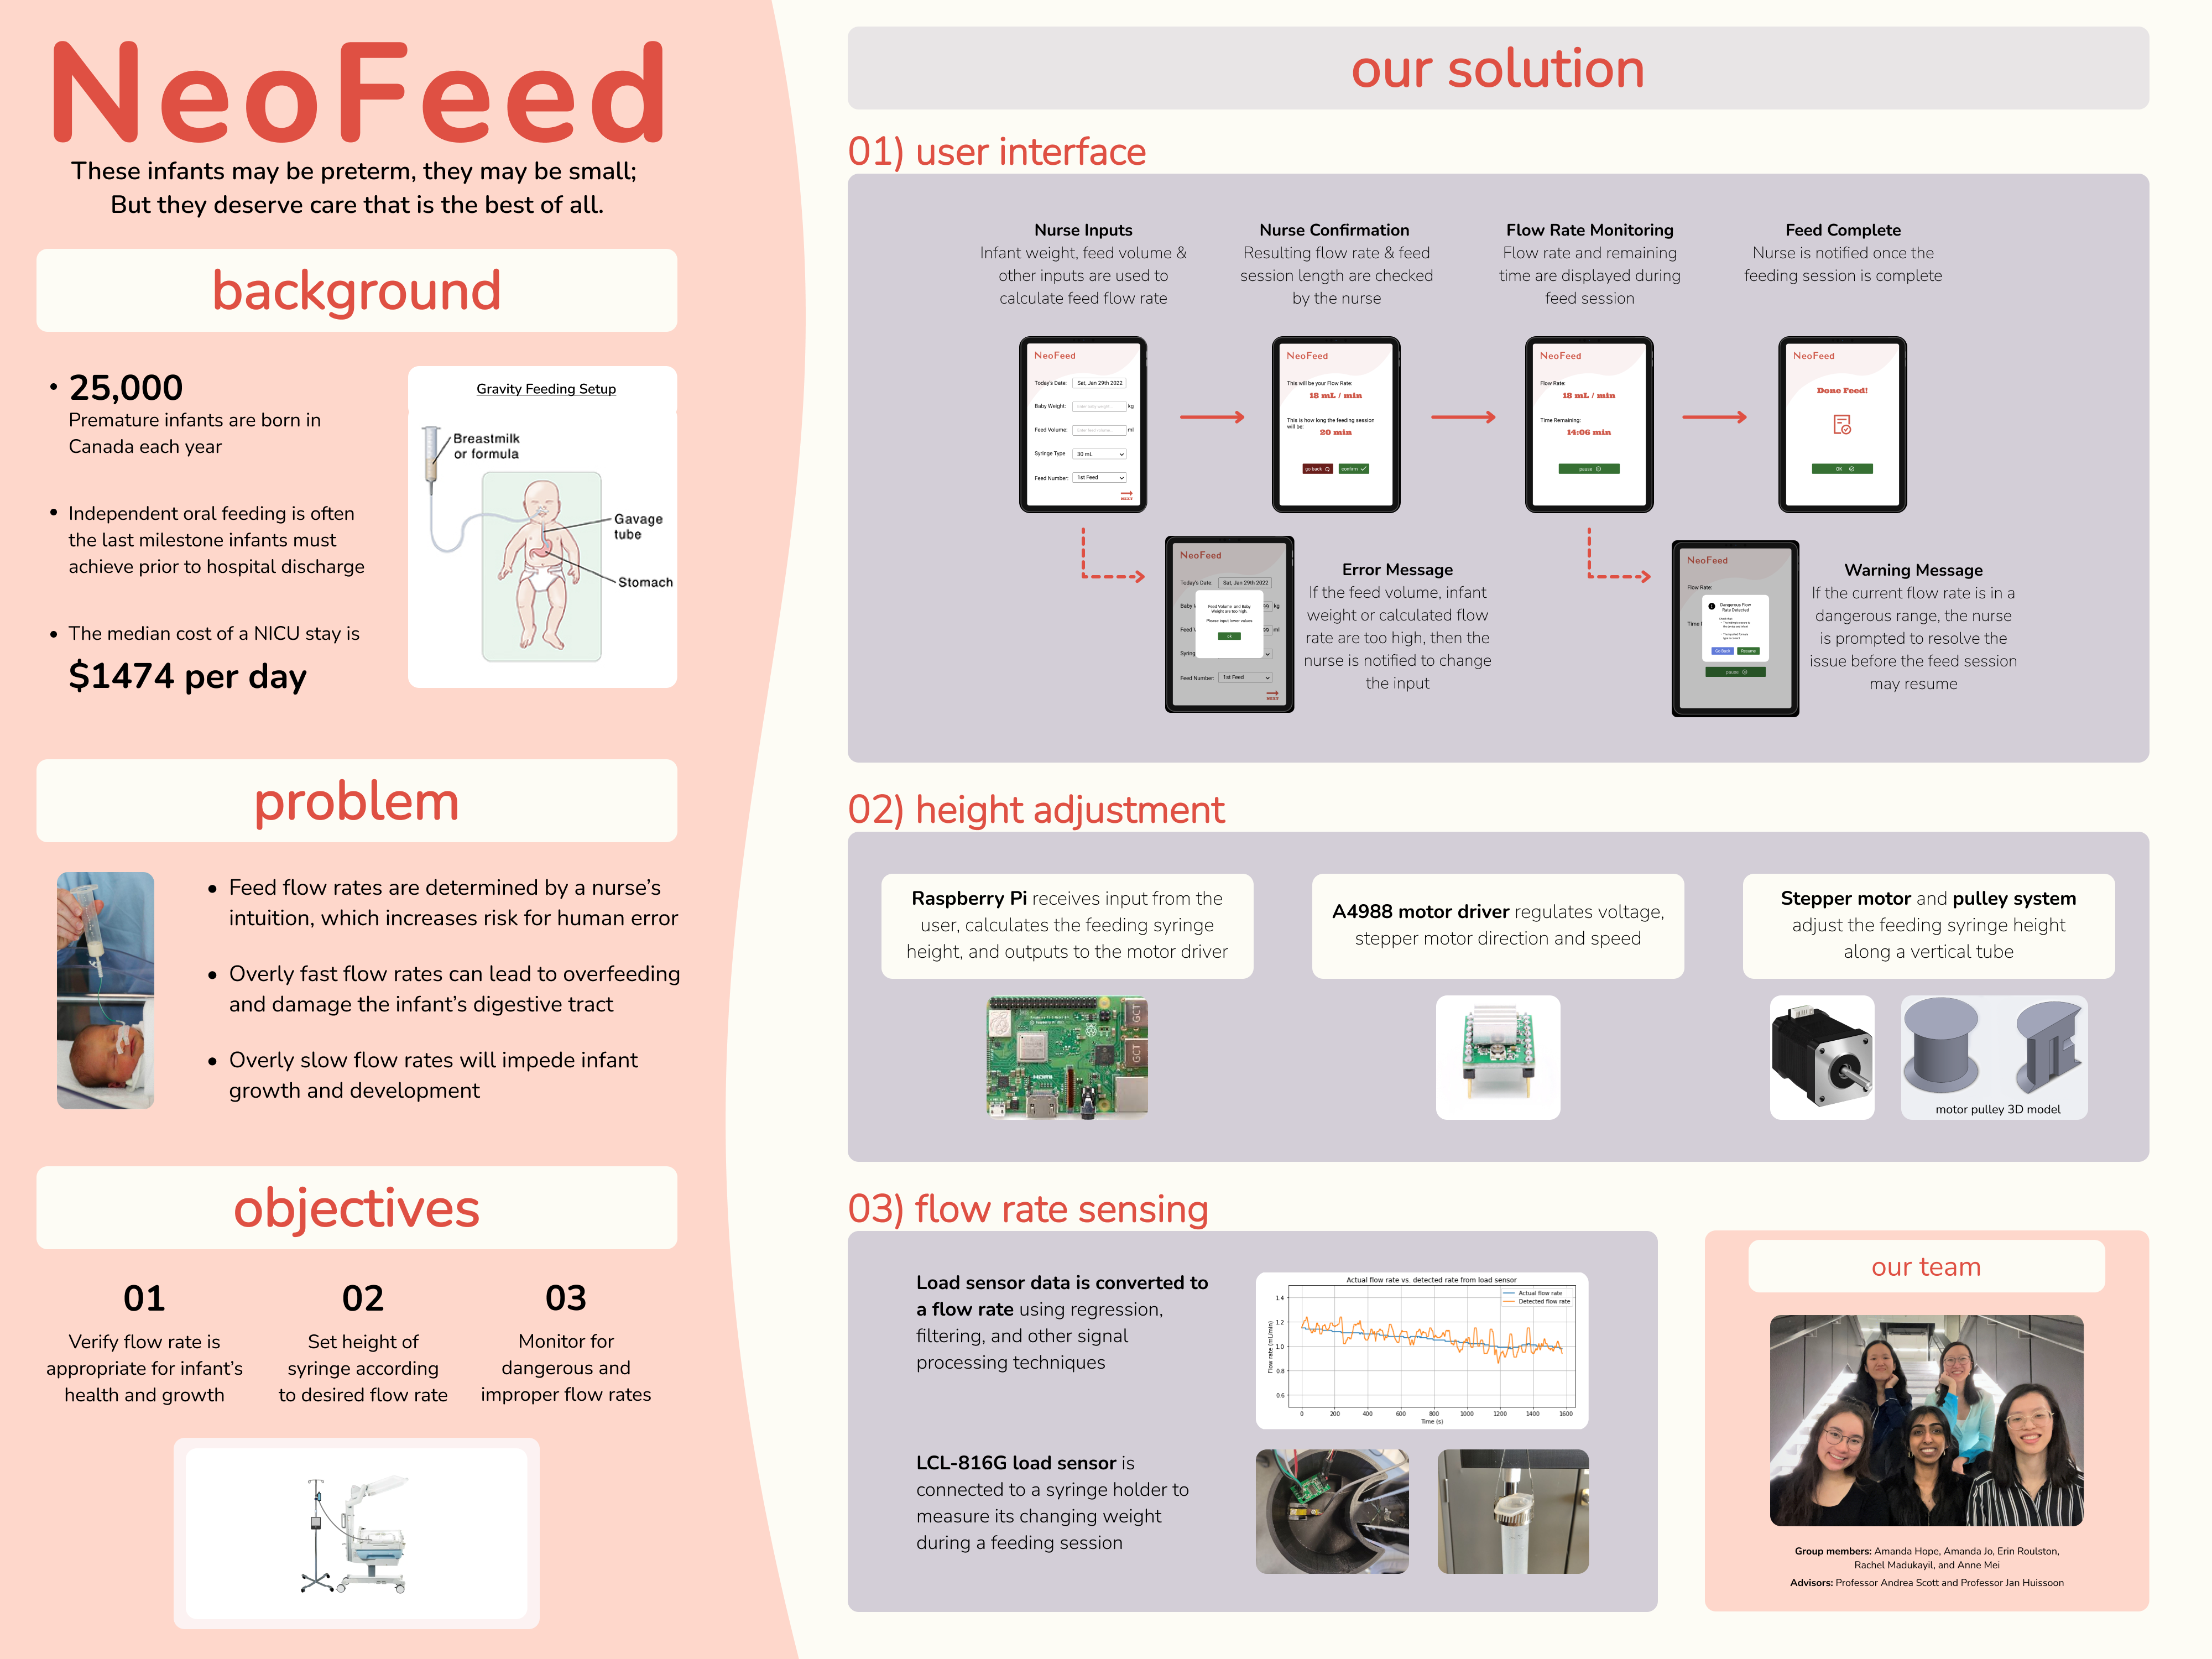 NeoFeed
These infants may be preterm, they may be small;
But they deserve care that is the best of all.
background
• 25,000
Premature infants are born in
Canada each year
• Independent oral feeding is often
the last milestone infants must
achieve prior to hospital discharge
• The median cost of a NICU stay is
$1474 per day
Gravity Feeding Setup
Breastmilk
or formula
Gavage
tube
Stomach
problem
• Feed flow rates are determined by a nurse's
intuition, which increases risk for human error
• Overly fast flow rates can lead to overfeeding
and damage the infant's digestive tract
• Overly slow flow rates will impede infant
growth and development
objectives
01
Verify flow rate is
appropriate for infant's
health and growth
02
Set height of
syringe according
to desired flow rate
03
Monitor for
dangerous and
improper flow rates
our solution
01) user interface
Nurse Inputs
Infant weight, feed volume &
other inputs are used to
calculate feed flow rate
Nurse Confirmation
Resulting flow rate & feed
session length are checked
by the nurse
Flow Rate Monitoring
Flow rate and remaining
time are displayed during
feed session
Feed Complete
Nurse is notified once the
feeding session is complete
NeoFeed
Today's Date: Sat, Jan 29th 2022
Baby Weight: Enter baby weight kg
Feed Volume: Enter feed volume ml
Syringe Type 30 mL
Feed Number: 1st Feed
NEXT
NeoFeed
This will be your Flow Rate:
18 mL / min
This is how long the feeding session
will be:
20 min
go back
confirm
NeoFeed
Flow Rate:
18 mL / min
Time Remaining:
14:06 min
pause
NeoFeed
Done Feed!
OK
NeoFeed
Today's Date: Sat, Jan 29th 2022
Baby kg
Feed Volume and Baby
Weight are too high.
Please input lower values
ok
Feed ml
Syring
Feed Number: 1st Feed
NEXT
Error Message
If the feed volume, infant
weight or calculated flow
rate are too high, then the
nurse is notified to change
the input
NeoFeed
Flow Rate:
Dangerous Flow
Rate Detected
Time
Go Back
Resume
pause
Warning Message
If the current flow rate is in a
dangerous range, the nurse
is prompted to resolve the
issue before the feed session
may resume
02) height adjustment
Raspberry Pi receives input from the
user, calculates the feeding syringe
height, and outputs to the motor driver
A4988 motor driver regulates voltage,
stepper motor direction and speed
Stepper motor and pulley system
adjust the feeding syringe height
along a vertical tube
GCT
GCT
HDMI
motor pulley 3D model
03) flow rate sensing
Load sensor data is converted to
a flow rate using regression,
filtering, and other signal
processing techniques
Actual flow rate vs. detected rate from load sensor
Actual flow rate
Detected flow rate
Flow rate (mL/min)
1.4
1.2
1.0
0.8
0.6
0 200 400 600 800 1000 1200 1400 1600
Time (s)
LCL-816G load sensor is
connected to a syringe holder to
measure its changing weight
during a feeding session
our team
Group members: Amanda Hope, Amanda Jo, Erin Roulston,
Rachel Madukayil, and Anne Mei
Advisors: Professor Andrea Scott and Professor Jan Huissoon